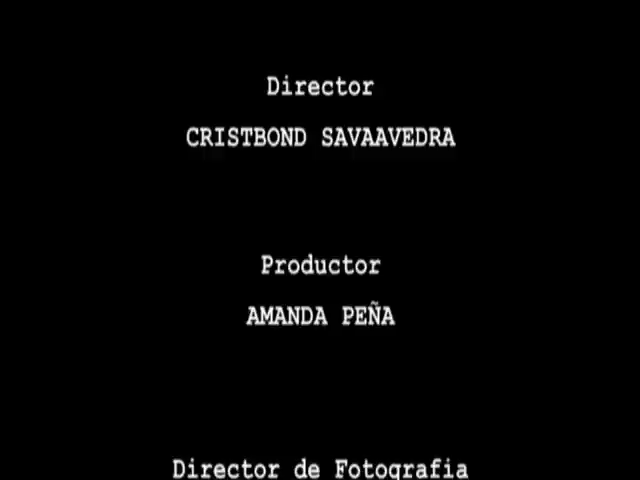 Director
CRISTBOND SAVAAVEDRA
Productor
AMANDA PEÑA
Director de Fotografia